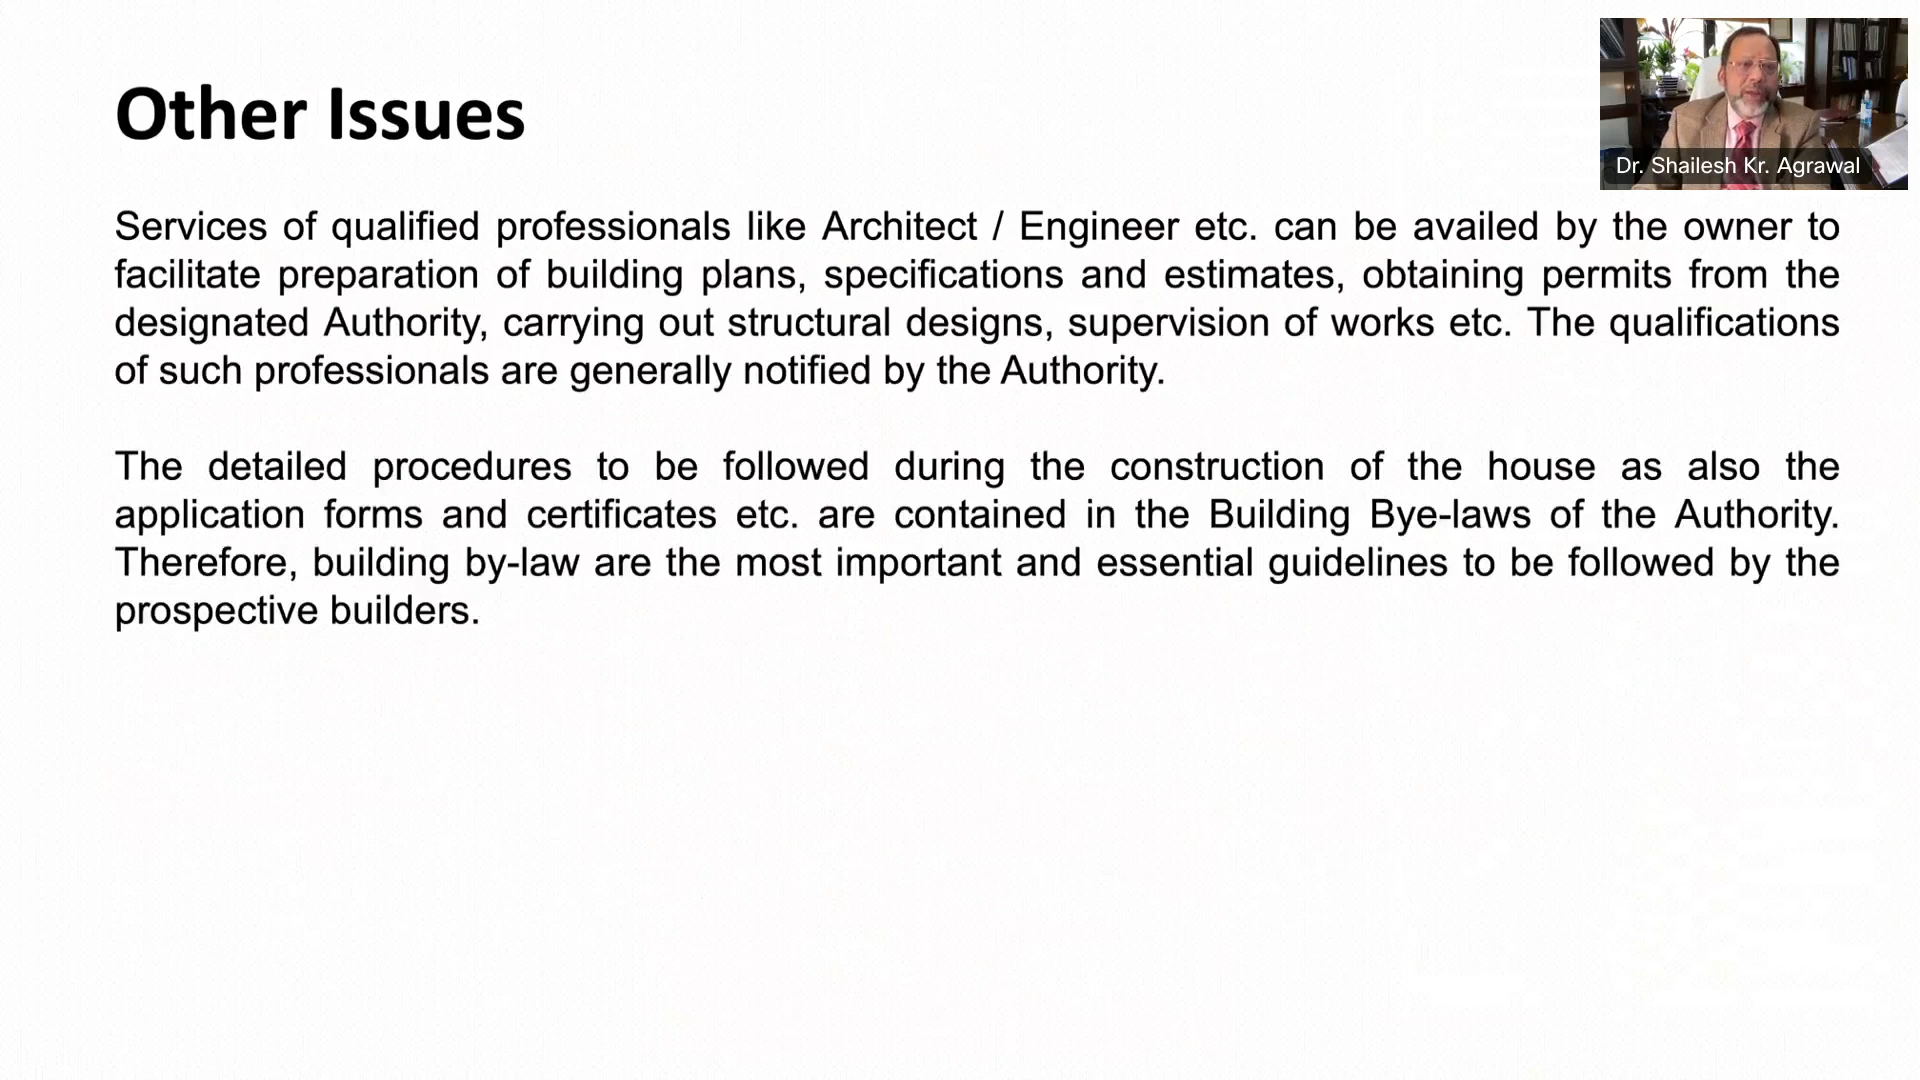 Other Issues
Dr. Shailesh Kr. Agrawal
Services of qualified professionals like Architect / Engineer etc. can be availed by the owner to
facilitate preparation of building plans, specifications and estimates, obtaining permits from the
designated Authority, carrying out structural designs, supervision of works etc. The qualifications
of such professionals are generally notified by the Authority.
The detailed procedures to be followed during the construction of the house as also the
application forms and certificates etc. are contained in the Building Bye-laws of the Authority.
Therefore, building by-law are the most important and essential guidelines to be followed by the
prospective builders.